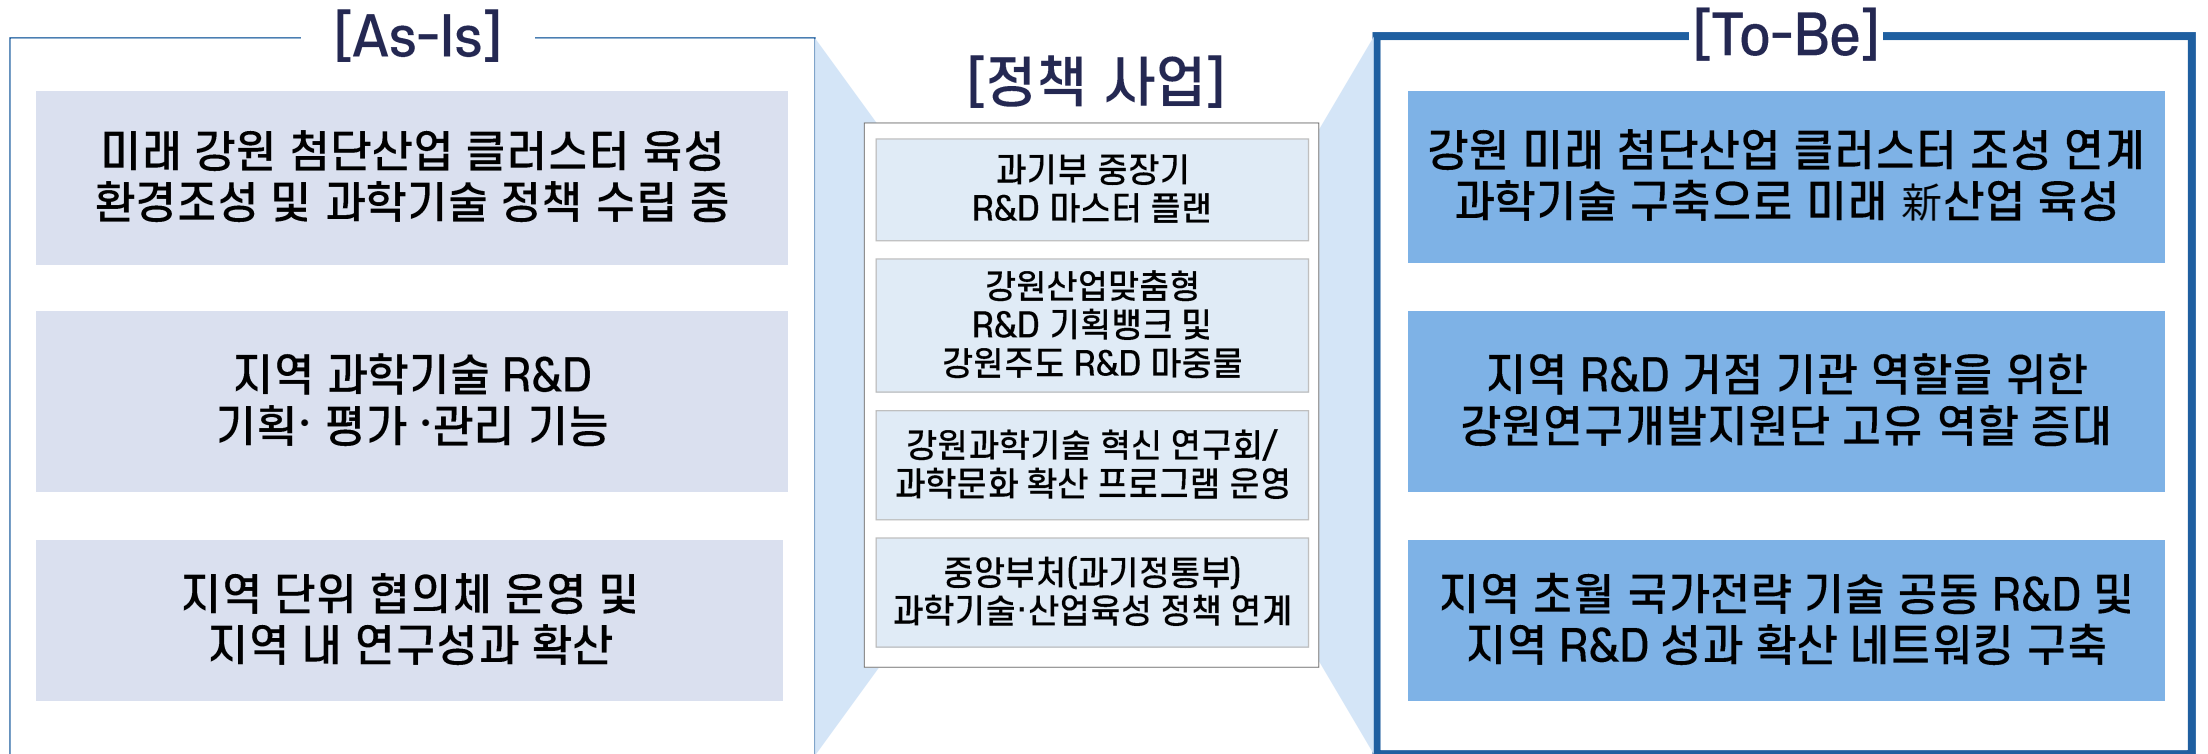 [As-Is]
미래 강원 첨단산업 클러스터 육성
환경조성 및 과학기술 정책 수립 중
지역 과학기술 R&D
기획· 평가 ·관리 기능
지역 단위 협의체 운영 및
지역 내 연구성과 확산
[정책 사업]
과기부 중장기
R&D 마스터 플랜
강원산업맞춤형
R&D 기획뱅크 및
강원주도 R&D 마중물
강원과학기술 혁신 연구회/
과학문화 확산 프로그램 운영
중앙부처(과기정통부)
과학기술·산업육성 정책 연계
[To-Be]
강원 미래 첨단산업 클러스터 조성 연계
과학기술 구축으로 미래 新산업 육성
지역 R&D 거점 기관 역할을 위한
강원연구개발지원단 고유 역할 증대
지역 초월 국가전략 기술 공동 R&D 및
지역 R&D 성과 확산 네트워킹 구축